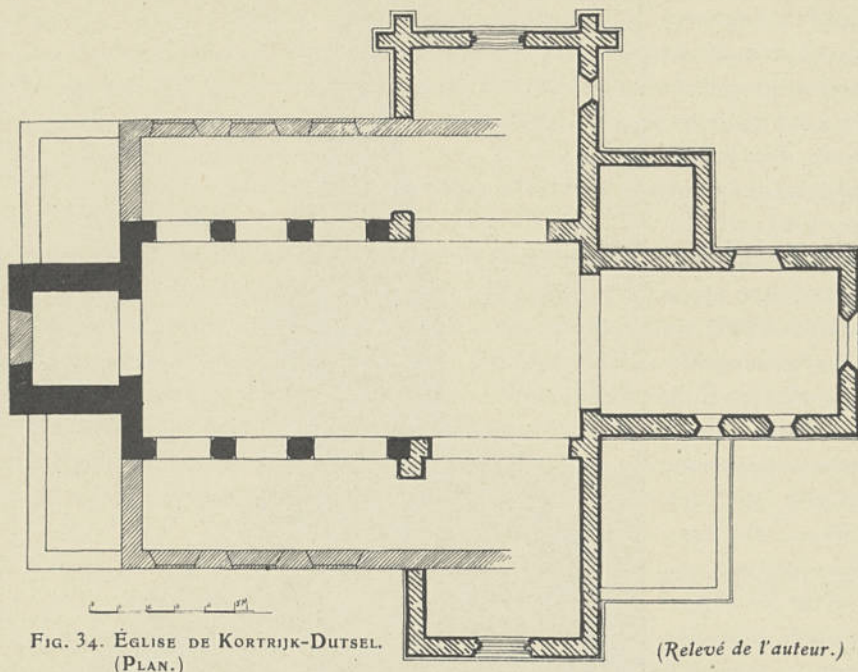 FIG. 34. ÉGLISE DE KORTRIJK-DUTSEL.
(PLAN.)
(Relevé de l'auteur.)